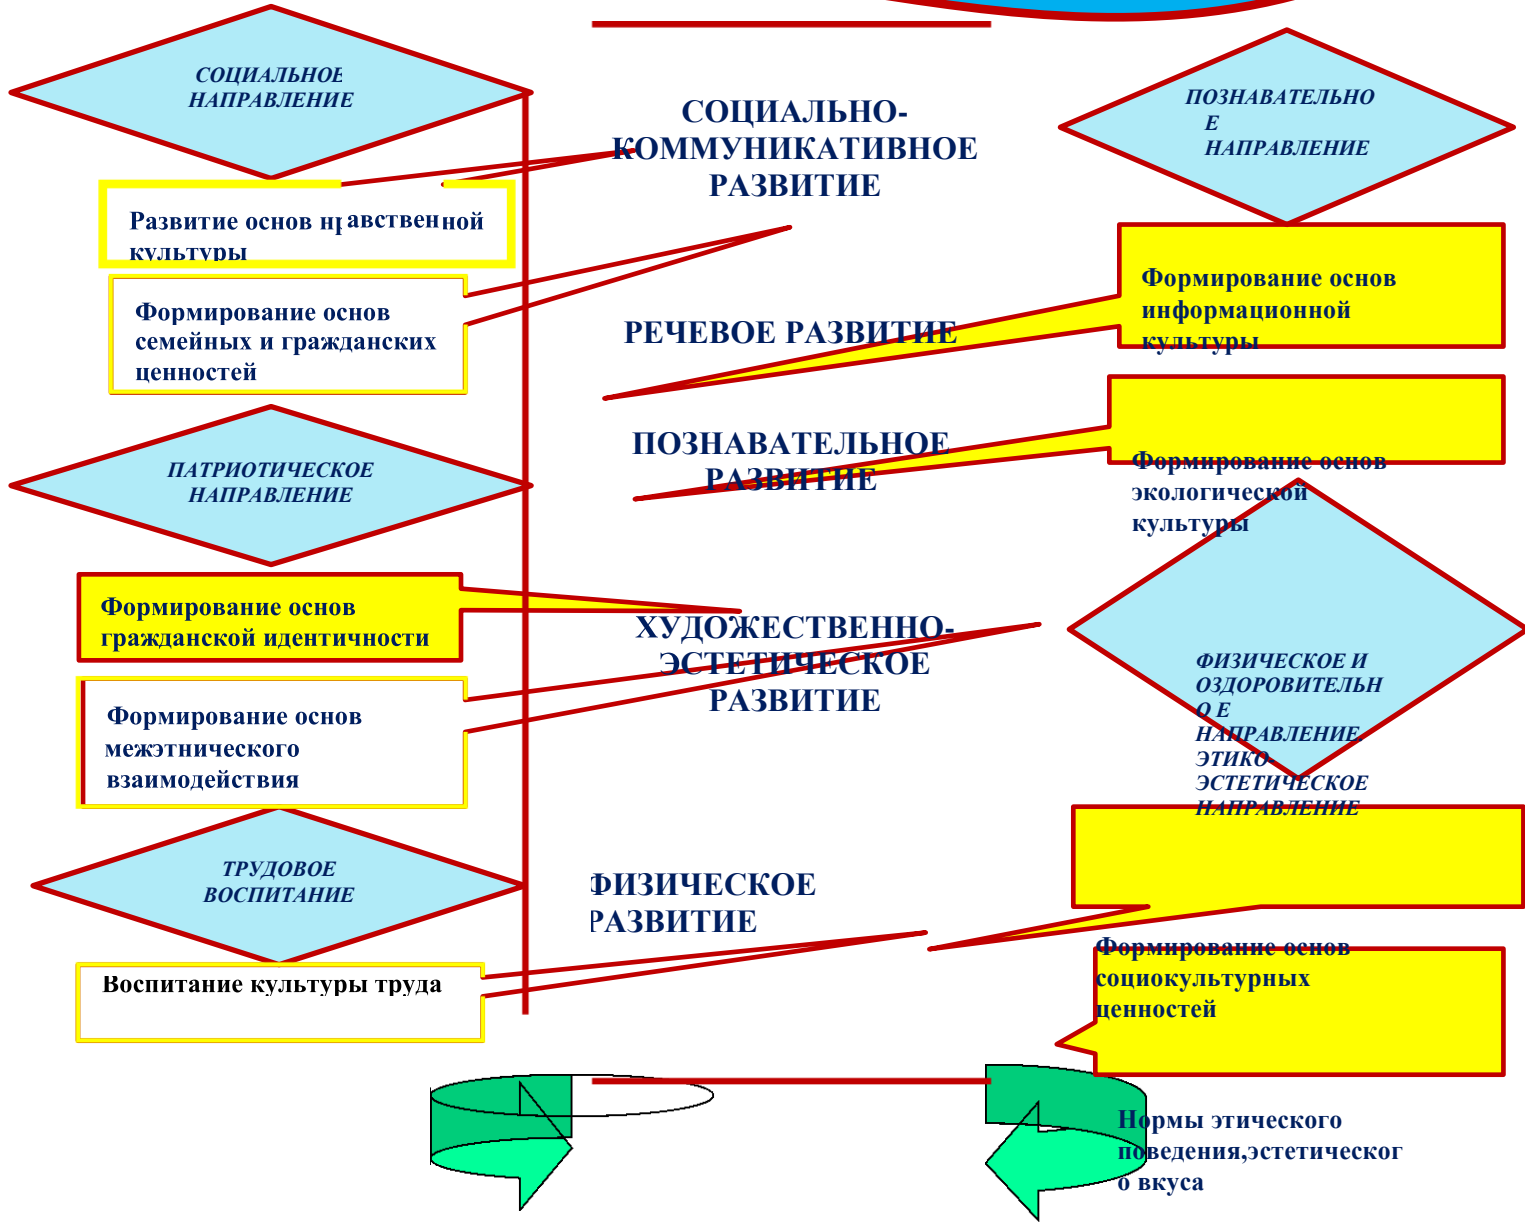 СОЦИАЛЬНОЕ
НАПРАВЛЕНИЕ
Развитие основ нравственной
культуры
Формирование основ
семейных и гражданских
ценностей
ПАТРИОТИЧЕСКОЕ
НАПРАВЛЕНИЕ
Формирование основ
гражданской идентичности
Формирование основ
межэтнического
взаимодействия
ТРУДОВОЕ
ВОСПИТАНИЕ
Воспитание культуры труда
СОЦИАЛЬНО-
КОММУНИКАТИВНОЕ
РАЗВИТИЕ
РЕЧЕВОЕ РАЗВИТИЕ
ПОЗНАВАТЕЛЬНОЕ
РАЗВИТИЕ
ХУДОЖЕСТВЕННО-
ЭСТЕТИЧЕСКОЕ
РАЗВИТИЕ
ФИЗИЧЕСКОЕ
РАЗВИТИЕ
ПОЗНАВАТЕЛЬНО
Е
НАПРАВЛЕНИЕ
Формирование основ
информационной
культуры
Формирование основ
экологической
культуры
ФИЗИЧЕСКОЕ И
ОЗДОРОВИТЕЛЬН
О Е
НАПРАВЛЕНИЕ,
ЭТИКО-
ЭСТЕТИЧЕСКОЕ
НАПРАВЛЕНИЕ
Формирование основ
социокультурных
ценностей
Нормы этического
поведения,эстетическог
о вкуса